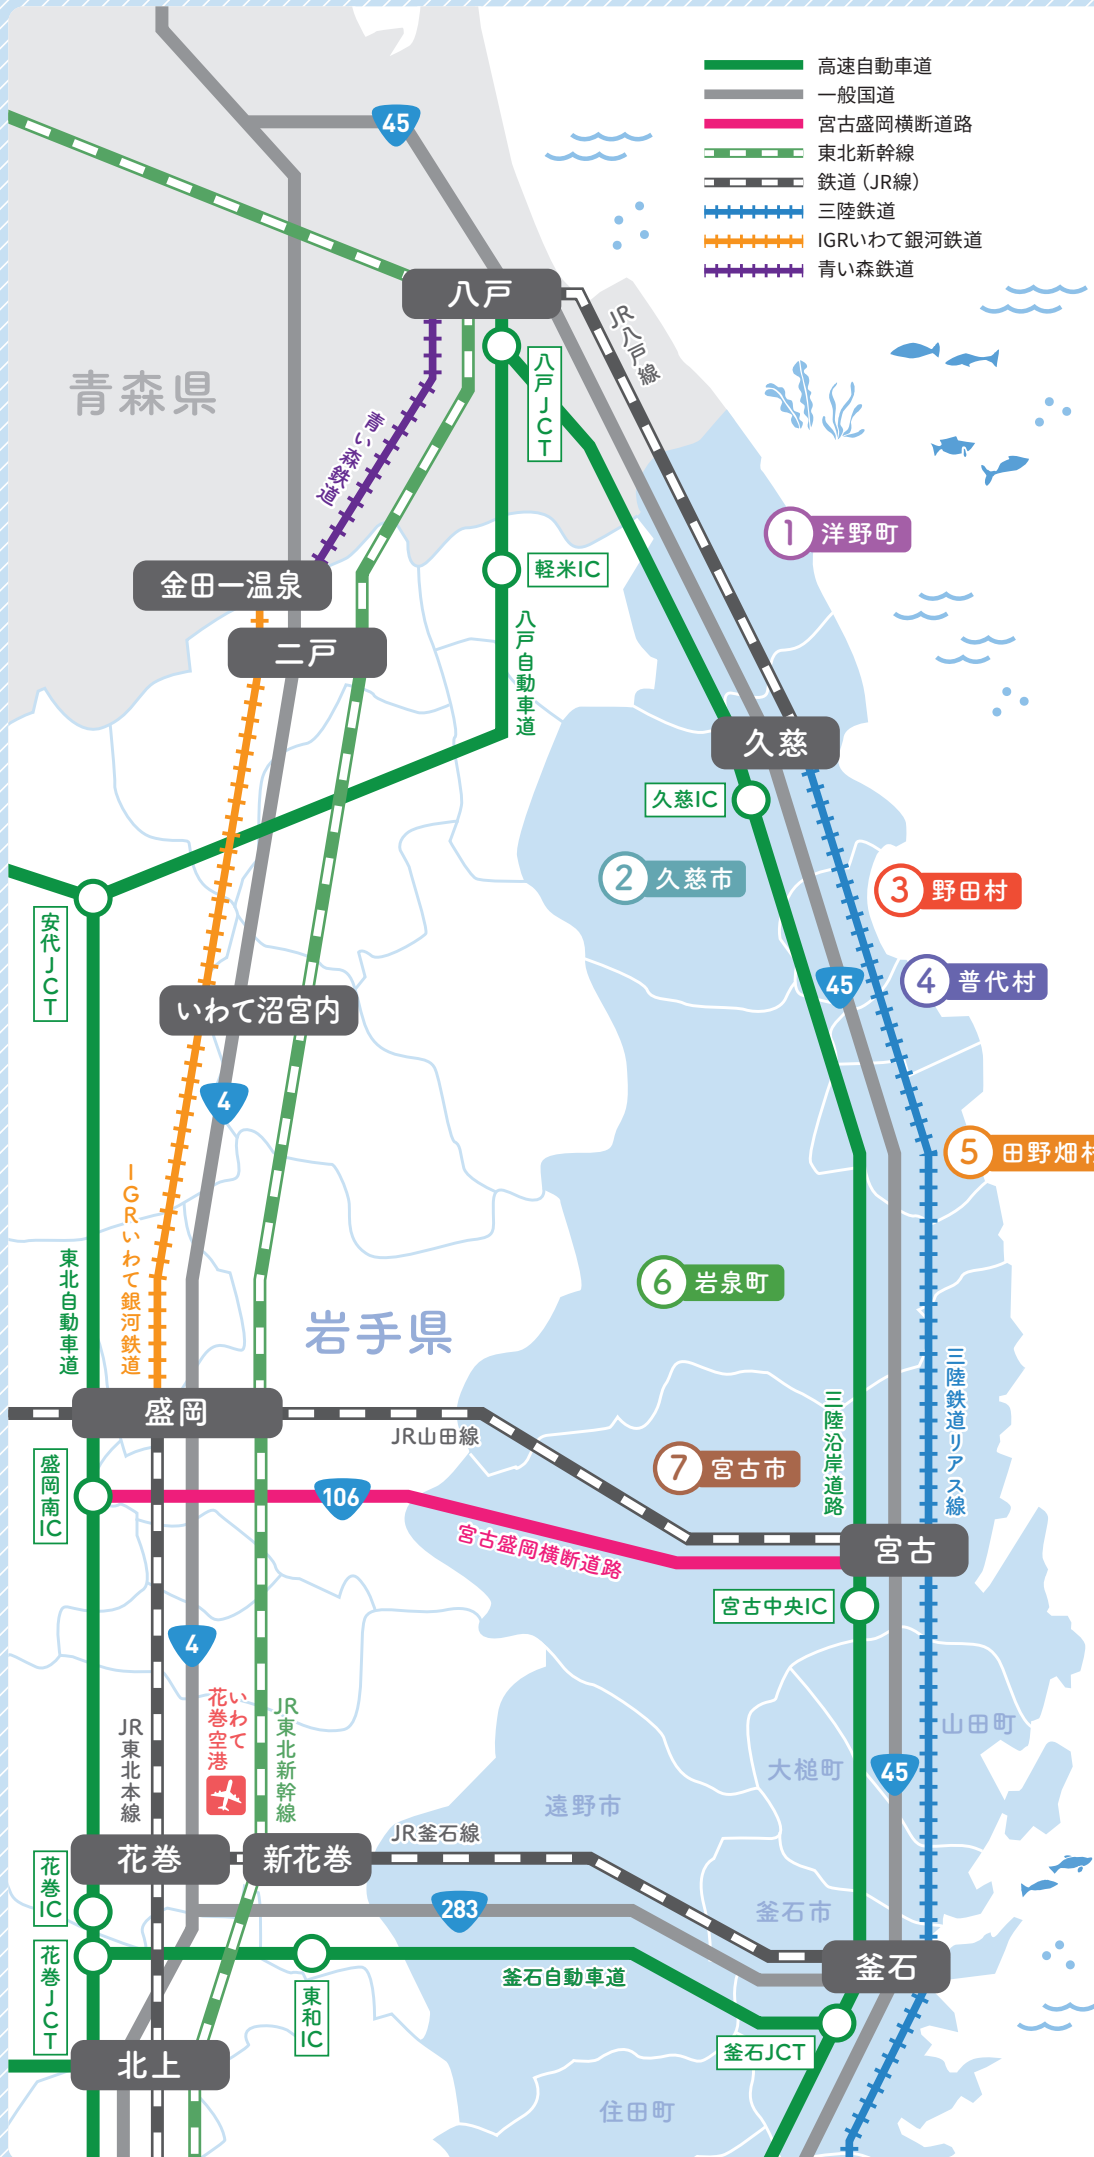 高速自動車道
一般国道
宮古盛岡横断道路
東北新幹線
鉄道（JR線）
三陸鉄道
IGRいわて銀河鉄道
青い森鉄道
45
八戸
JR八戸線
八戸JCT
青森県
青い森鉄道
1 洋野町
軽米IC
金田一温泉
八戸自動車道
二戸
久慈
久慈IC
2 久慈市
3 野田村
安代JCT
45
4 普代村
いわて沼宮内
4
5 田野畑村
IGRいわて銀河鉄道
東北自動車道
6 岩泉町
岩手県
三陸鉄道リアス線
三陸沿岸道路
盛岡
JR山田線
盛岡南IC
7 宮古市
106
宮古盛岡横断道路
宮古
宮古中央IC
4
いわて
花巻空港
JR東北新幹線
JR東北本線
山田町
大槌町
45
遠野市
JR釜石線
花巻
新花巻
花巻IC
283
釜石市
花巻JCT
釜石
釜石自動車道
東和IC
釜石JCT
北上
住田町